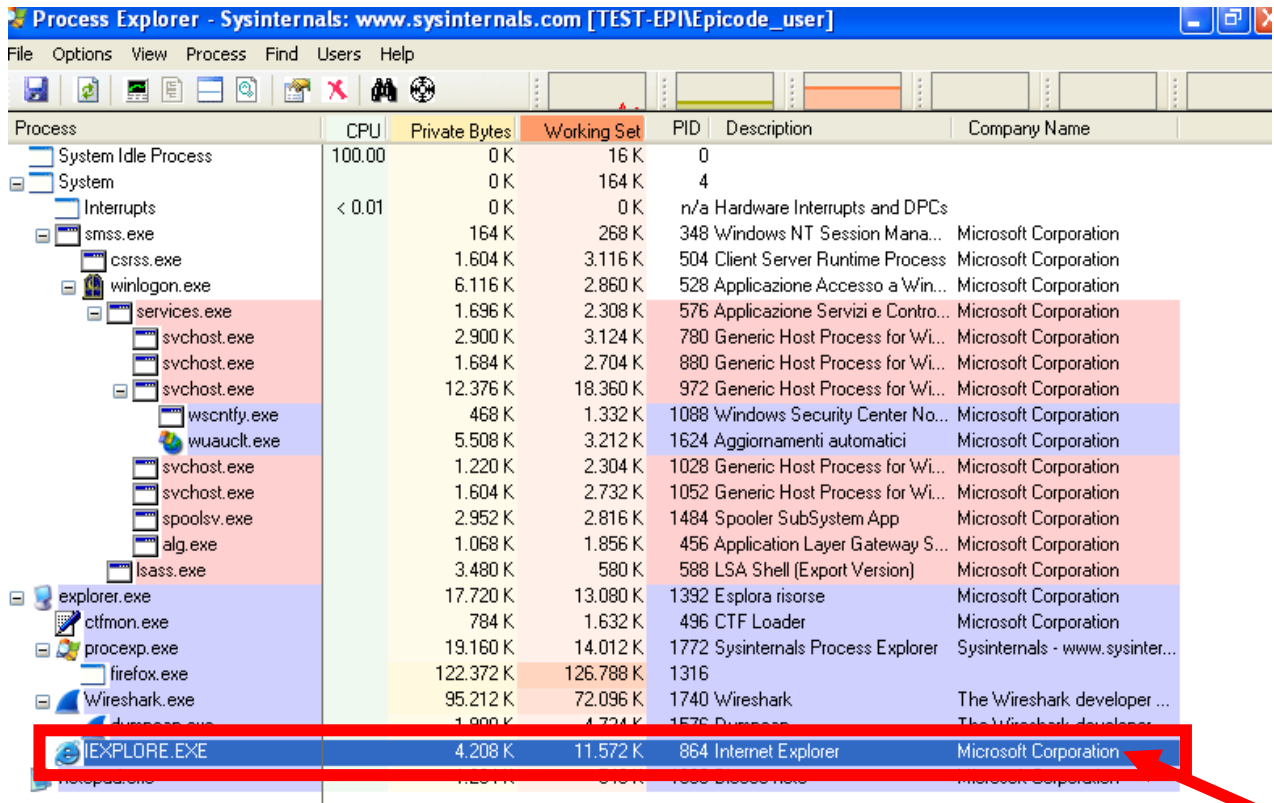 Process Explorer - Sysinternals: www.sysinternals.com [TEST-EPI\Epicode_user]
File Options View Process Find Users Help
Process CPU Private Bytes Working Set PID Description Company Name
System Idle Process 100.00 0 K 16 K 0
System 0 K 164 K 4
Interrupts < 0.01 0 K 0 K n/a Hardware Interrupts and DPCs
smss.exe 164 K 268 K 348 Windows NT Session Mana... Microsoft Corporation
csrss.exe 1.604 K 3.116 K 504 Client Server Runtime Process Microsoft Corporation
winlogon.exe 6.116 K 2.860 K 528 Applicazione Accesso a Win... Microsoft Corporation
services.exe 1.696 K 2.308 K 576 Applicazione Servizi e Contro... Microsoft Corporation
svchost.exe 2.900 K 3.124 K 780 Generic Host Process for Wi... Microsoft Corporation
svchost.exe 1.684 K 2.704 K 880 Generic Host Process for Wi... Microsoft Corporation
svchost.exe 12.376 K 18.360 K 972 Generic Host Process for Wi... Microsoft Corporation
wscntfy.exe 468 K 1.332 K 1088 Windows Security Center No... Microsoft Corporation
wuauclt.exe 5.508 K 3.212 K 1624 Aggiornamenti automatici Microsoft Corporation
svchost.exe 1.220 K 2.304 K 1028 Generic Host Process for Wi... Microsoft Corporation
svchost.exe 1.604 K 2.732 K 1052 Generic Host Process for Wi... Microsoft Corporation
spoolsv.exe 2.952 K 2.816 K 1484 Spooler SubSystem App Microsoft Corporation
alg.exe 1.068 K 1.856 K 456 Application Layer Gateway S... Microsoft Corporation
lsass.exe 3.480 K 580 K 588 LSA Shell (Export Version) Microsoft Corporation
explorer.exe 17.720 K 13.080 K 1392 Esplora risorse Microsoft Corporation
ctfmon.exe 784 K 1.632 K 496 CTF Loader Microsoft Corporation
procexp.exe 19.160 K 14.012 K 1772 Sysinternals Process Explorer Sysinternals - www.sysinter...
firefox.exe 122.372 K 126.788 K 1316
Wireshark.exe 95.212 K 72.096 K 1740 Wireshark The Wireshark developer ...
IEXPLORE.EXE 4.208 K 11.572 K 864 Internet Explorer Microsoft Corporation